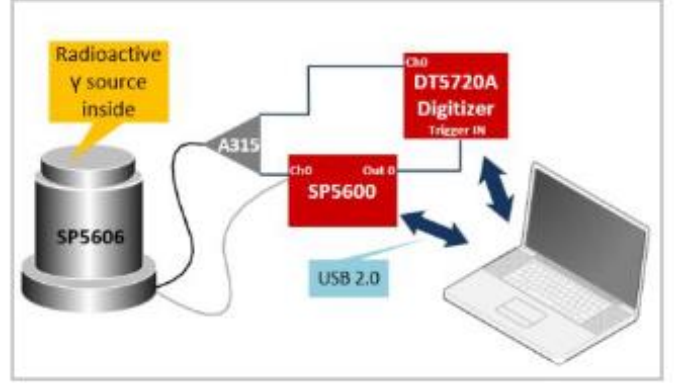 Radioactive
γ source
inside
SP5606
A315
Ch0
DT5720A
Digitizer
Trigger IN
Ch0 Out 0
SP5600
USB 2.0